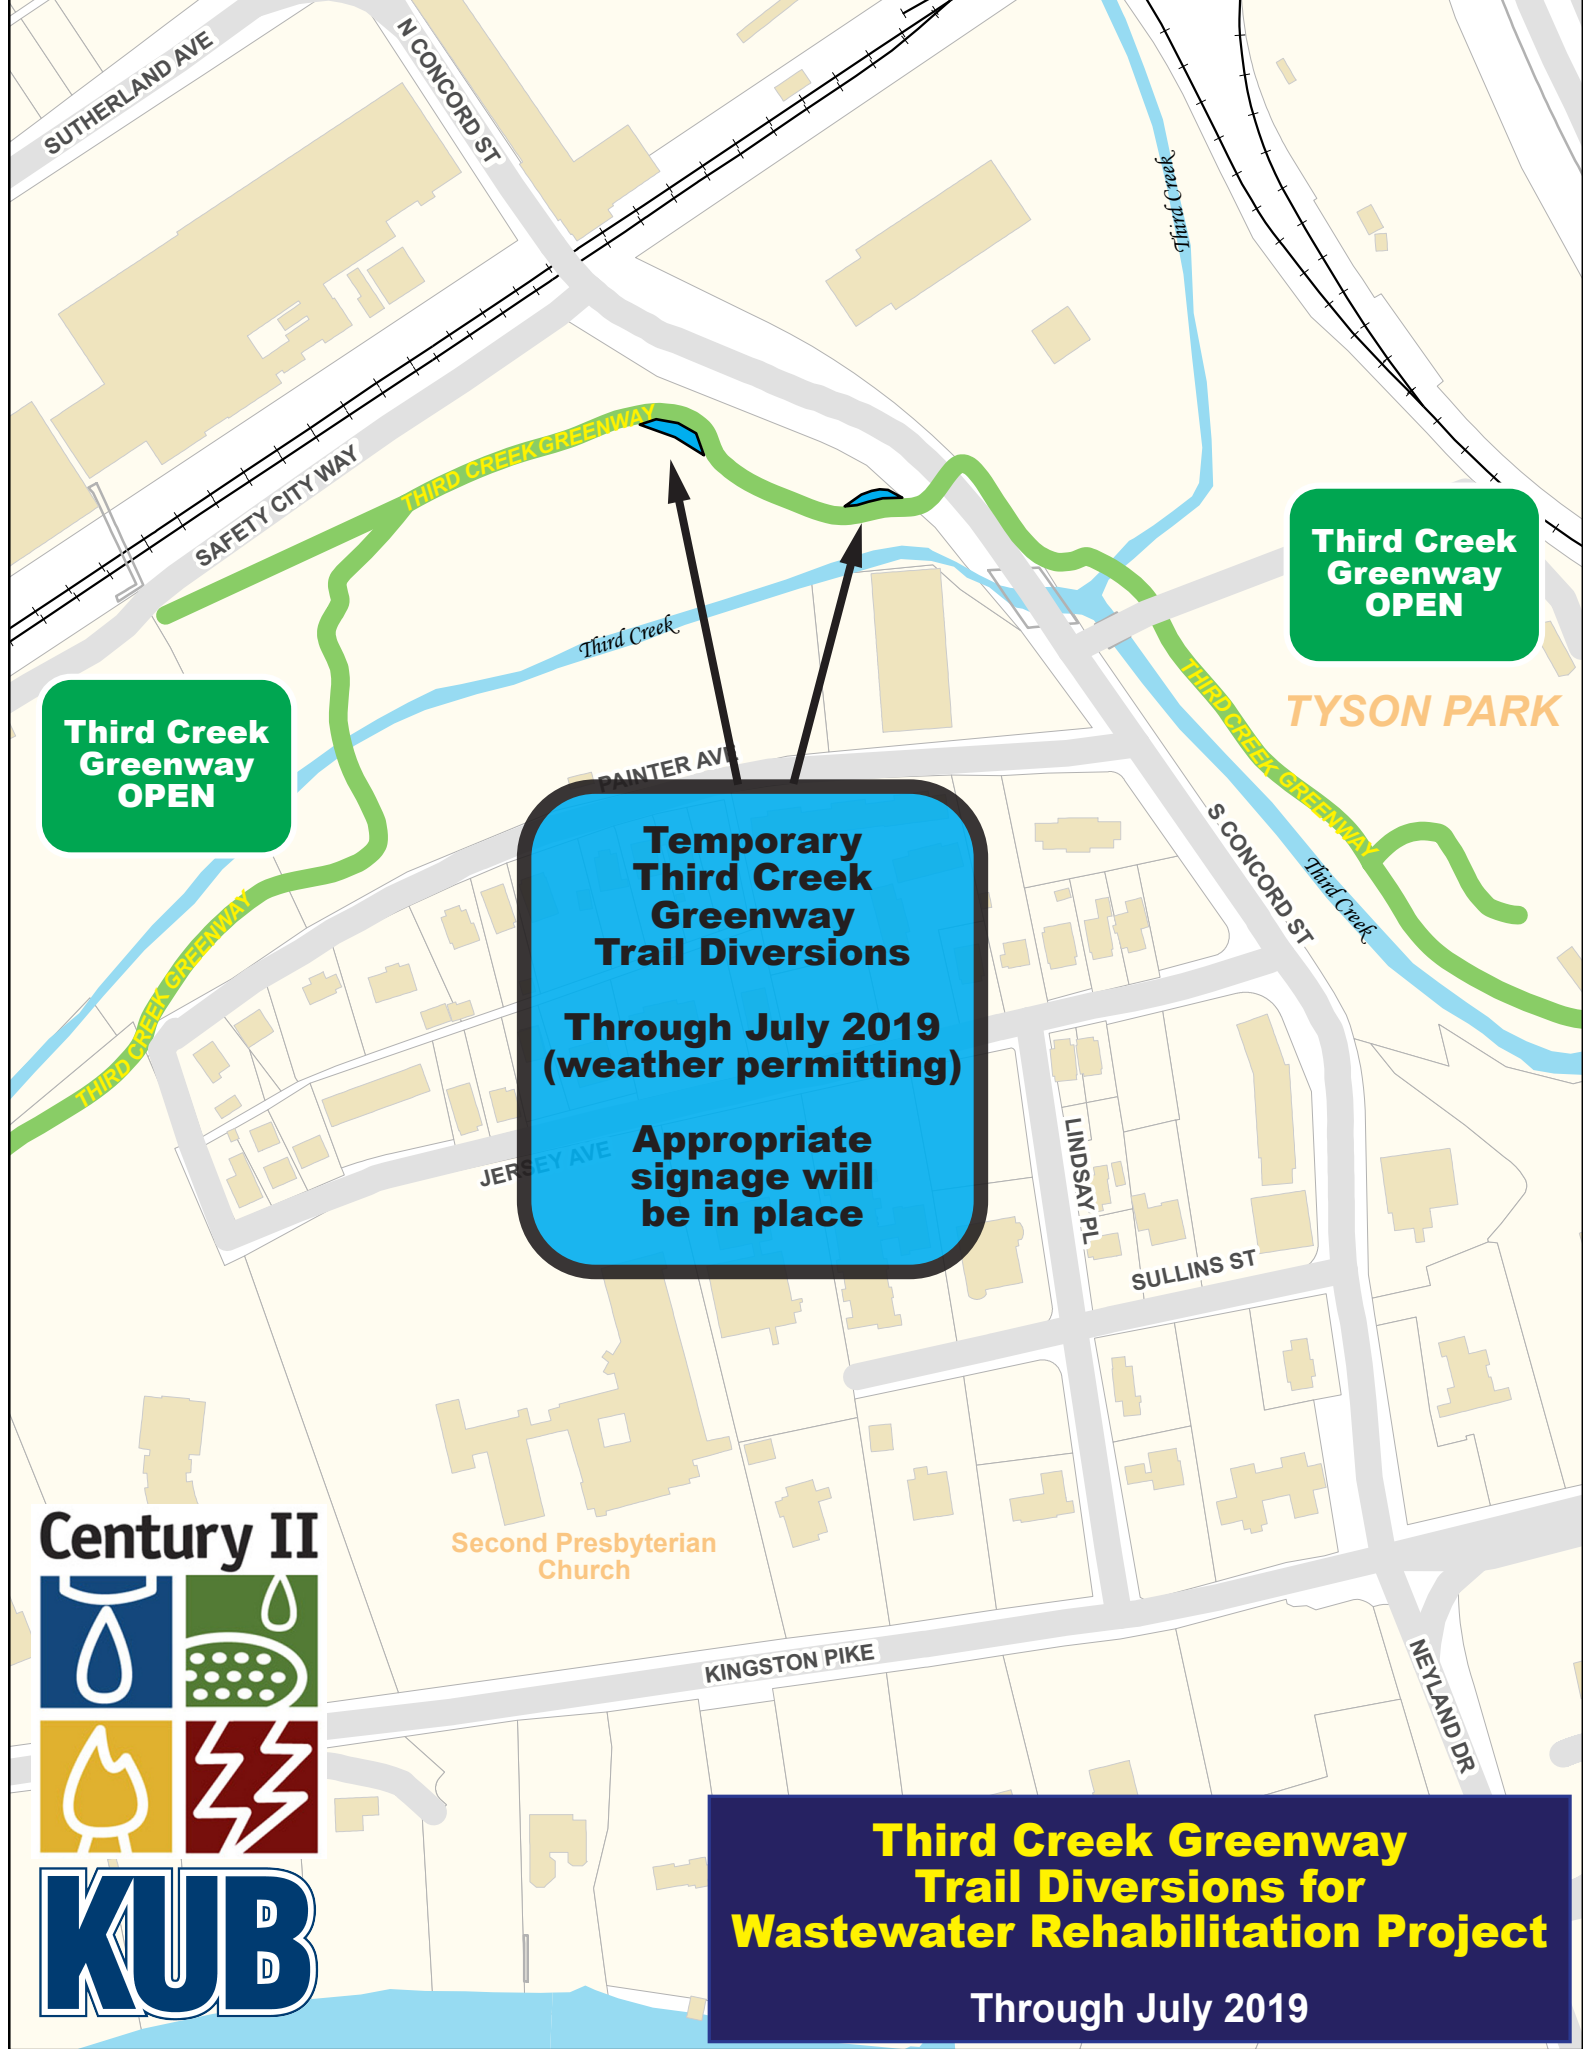 SUTHERLAND AVE
N CONCORD ST
Third Creek
THIRD CREEK GREENWAY
SAFETY CITY WAY
Third Creek
Greenway
OPEN
Third Creek
THIRD CREEK GREENWAY
TYSON PARK
Third Creek
Greenway
OPEN
PAINTER AVE
S CONCORD ST
Third Creek
THIRD CREEK GREENWAY
Temporary
Third Creek
Greenway
Trail Diversions
Through July 2019
(weather permitting)
Appropriate
signage will
be in place
JERSEY AVE
LINDSAY PL
SULLINS ST
Second Presbyterian
Church
KINGSTON PIKE
NEYLAND DR
Century II
KUB
Third Creek Greenway
Trail Diversions for
Wastewater Rehabilitation Project
Through July 2019